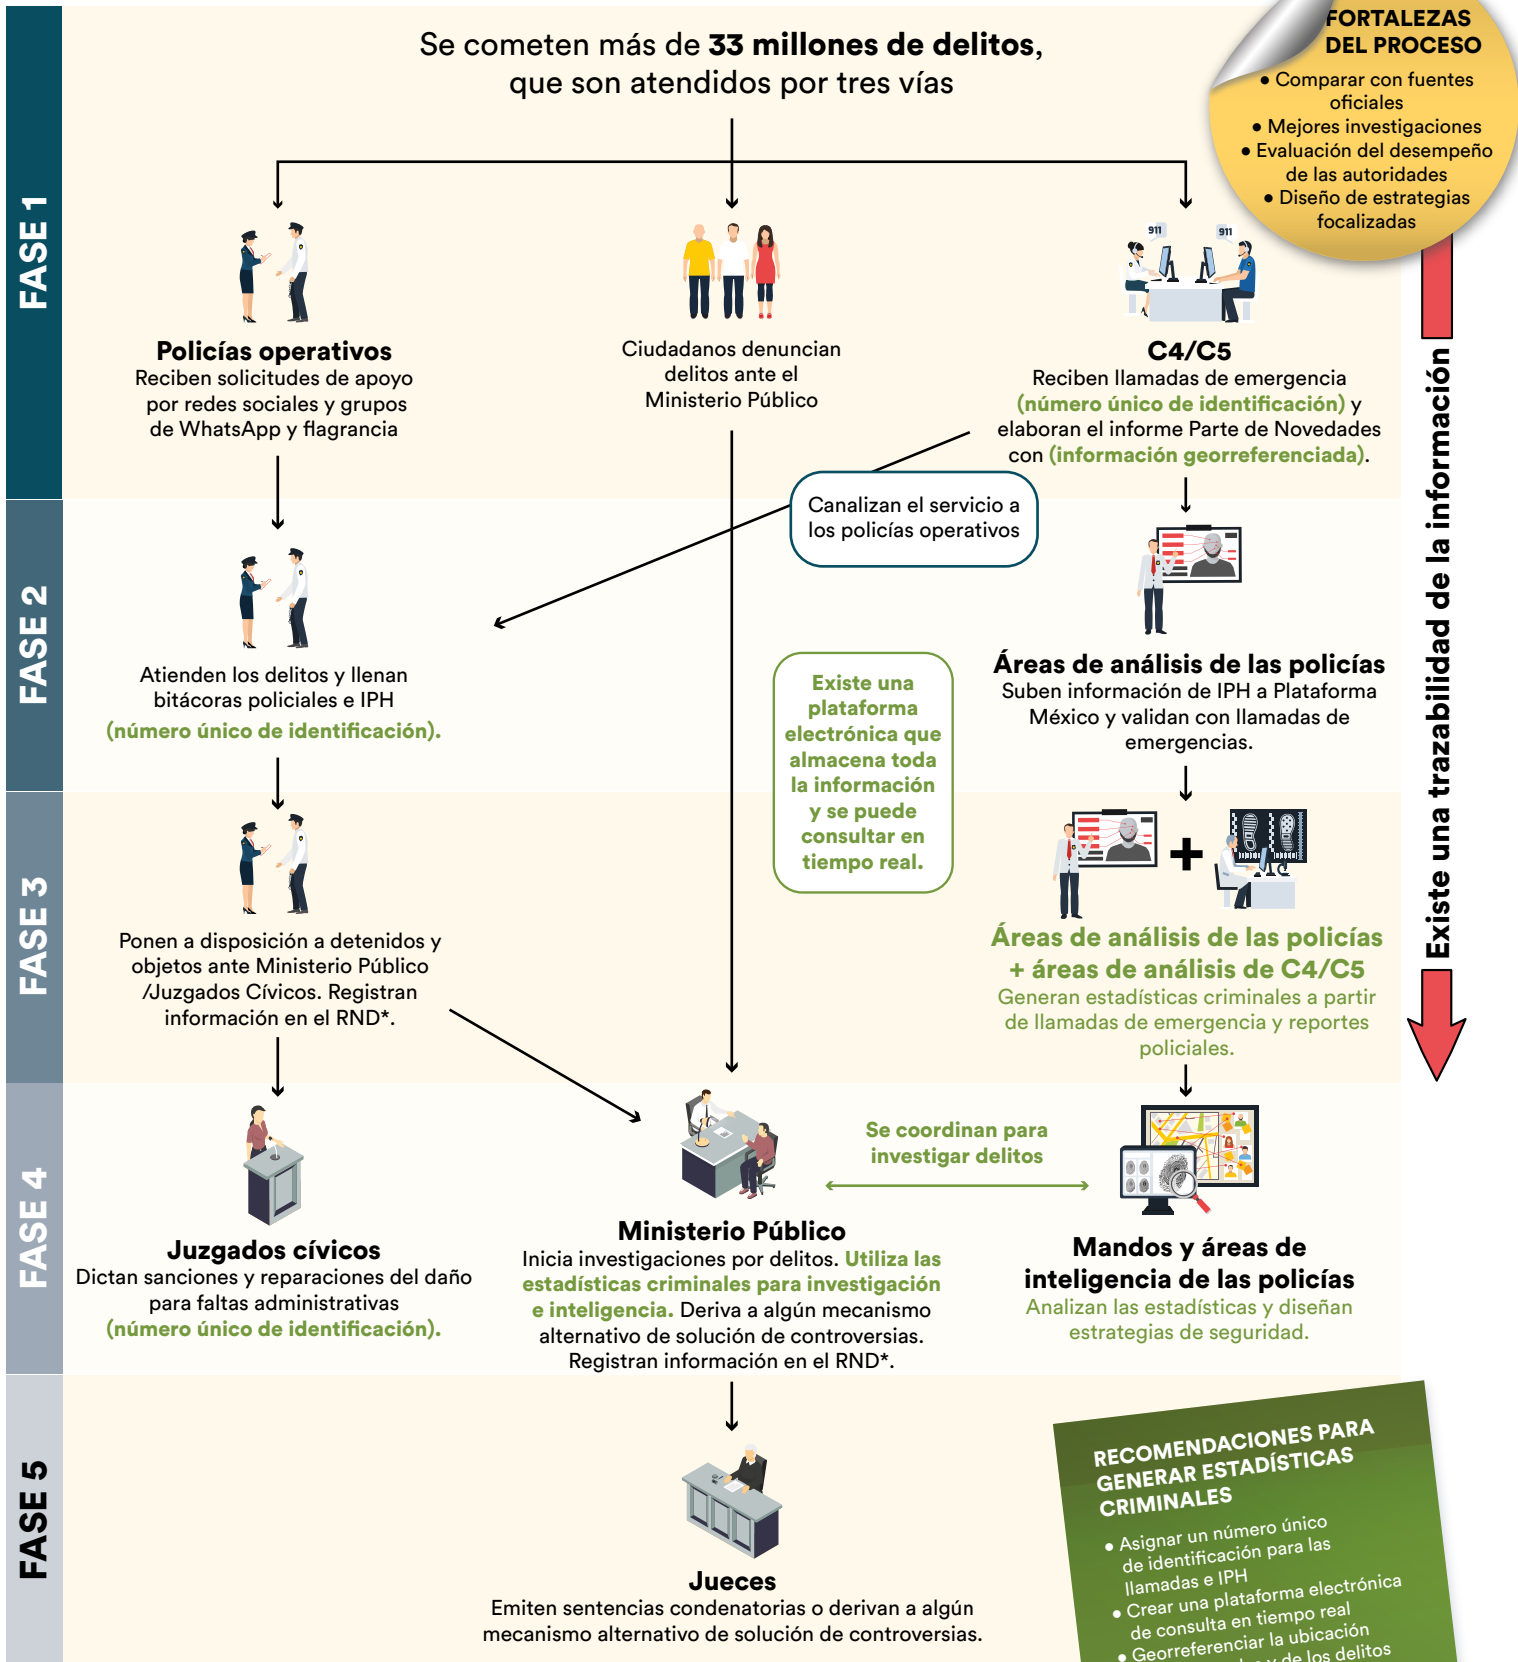 Se cometen más de 33 millones de delitos,
que son atendidos por tres vías
FORTALEZAS
DEL PROCESO
● Comparar con fuentes
oficiales
● Mejores investigaciones
● Evaluación del desempeño
de las autoridades
● Diseño de estrategias
focalizadas
FASE 1
Policías operativos
Reciben solicitudes de apoyo
por redes sociales y grupos
de WhatsApp y flagrancia
Ciudadanos denuncian
delitos ante el
Ministerio Público
911
911
C4/C5
Reciben llamadas de emergencia
(número único de identificación) y
elaboran el informe Parte de Novedades
con (información georreferenciada).
Canalizan el servicio a
los policías operativos
Existe una trazabilidad de la información
FASE 2
Atienden los delitos y llenan
bitácoras policiales e IPH
(número único de identificación).
Existe una
plataforma
electrónica que
almacena toda
la información
y se puede
consultar en
tiempo real.
Áreas de análisis de las policías
Suben información de IPH a Plataforma
México y validan con llamadas de
emergencias.
FASE 3
Ponen a disposición a detenidos y
objetos ante Ministerio Público
/Juzgados Cívicos. Registran
información en el RND*.
+
Áreas de análisis de las policías
+ áreas de análisis de C4/C5
Generan estadísticas criminales a partir
de llamadas de emergencia y reportes
policiales.
FASE 4
Juzgados cívicos
Dictan sanciones y reparaciones del daño
para faltas administrativas
(número único de identificación).
Ministerio Público
Inicia investigaciones por delitos. Utiliza las
estadísticas criminales para investigación
e inteligencia. Deriva a algún mecanismo
alternativo de solución de controversias.
Registran información en el RND*.
Se coordinan para
investigar delitos
Mandos y áreas de
inteligencia de las policías
Analizan las estadísticas y diseñan
estrategias de seguridad.
FASE 5
Jueces
Emiten sentencias condenatorias o derivan a algún
mecanismo alternativo de solución de controversias.
RECOMENDACIONES PARA
GENERAR ESTADÍSTICAS
CRIMINALES
● Asignar un número único
de identificación para las
llamadas e IPH
● Crear una plataforma electrónica
de consulta en tiempo real
● Georreferenciar la ubicación
y de los delitos